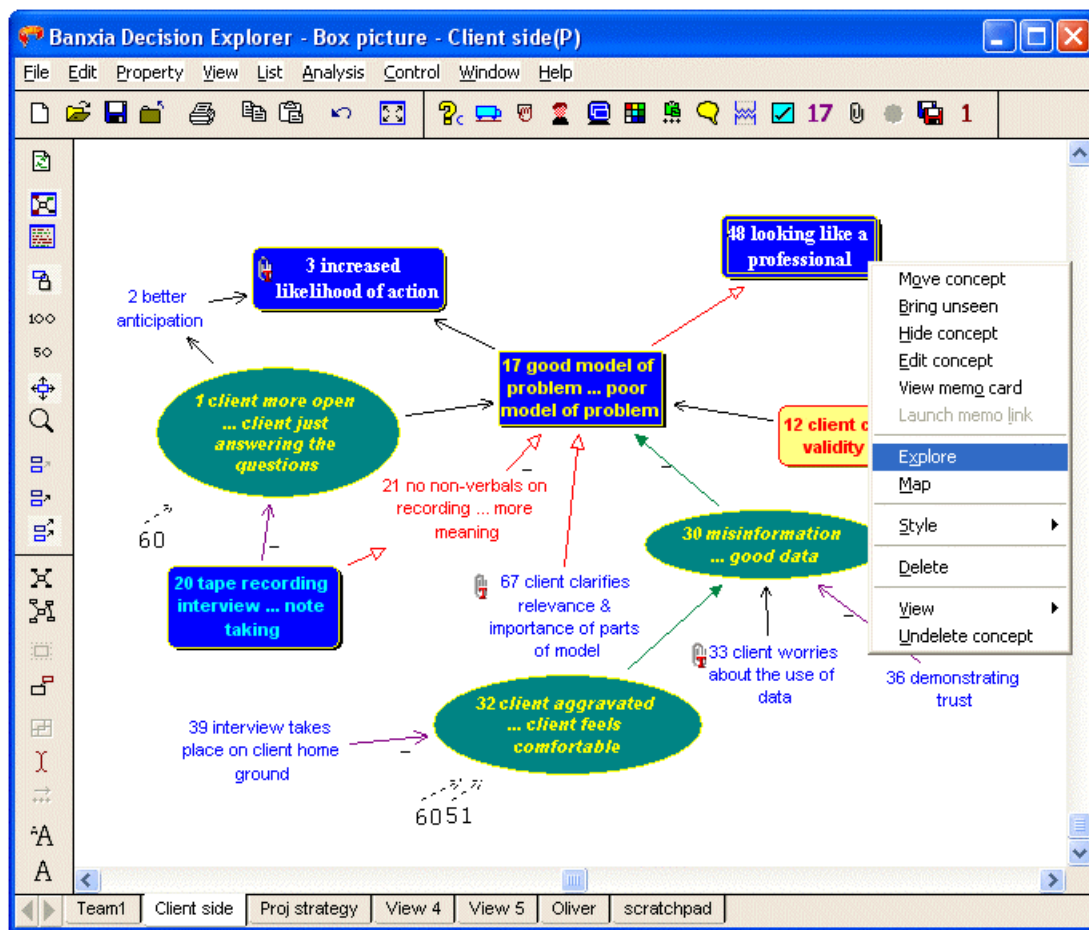 Banxia Decision Explorer - Box picture - Client side(P)
File Edit Property View List Analysis Control Window Help
?c 17 1
48 looking like a
professional
3 increased
likelihood of action
Move concept
Bring unseen
Hide concept
Edit concept
View memo card
Launch memo link
Explore
Map
Style
Delete
View
Undelete concept
2 better
anticipation
100
50
17 good model of
problem ... poor
model of problem
1 client more open
... client just
answering the
questions
12 client
validity
21 no non-verbals on
recording ... more
meaning
60
30 misinformation
... good data
20 tape recording
interview ... note
taking
67 client clarifies
relevance &
importance of parts
of model
33 client worries
about the use of
data
36 demonstrating
trust
32 client aggravated
... client feels
comfortable
39 interview takes
place on client home
ground
60 51
A
A
Team1 Client side Proj strategy View 4 View 5 Oliver scratchpad